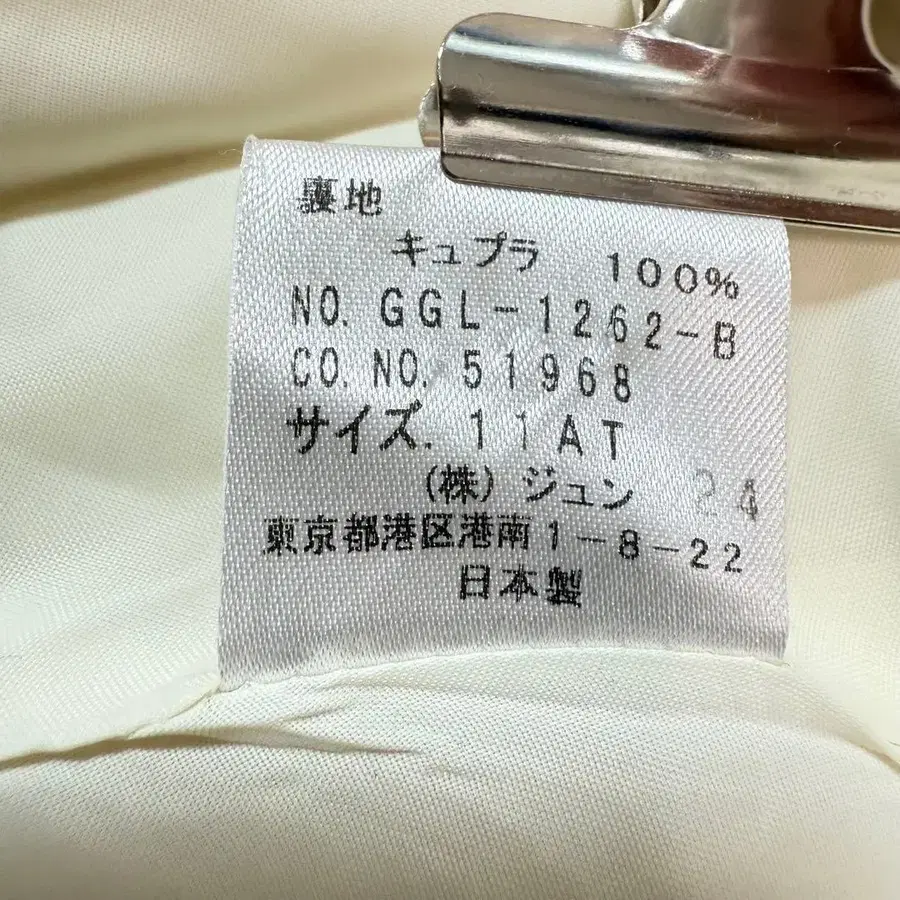 裏地
キュプラ 100%
NO. GGL-1262-B
CO. NO. 51968
サイズ. 11AT
(株) ジュン 24
東京都港区港南1-8-22
日本製